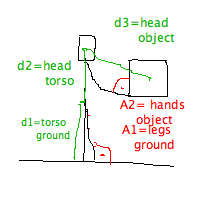 d3=head
object
d2=head
torso
A2= hands
object
d1=torso
ground
A1=legs
ground